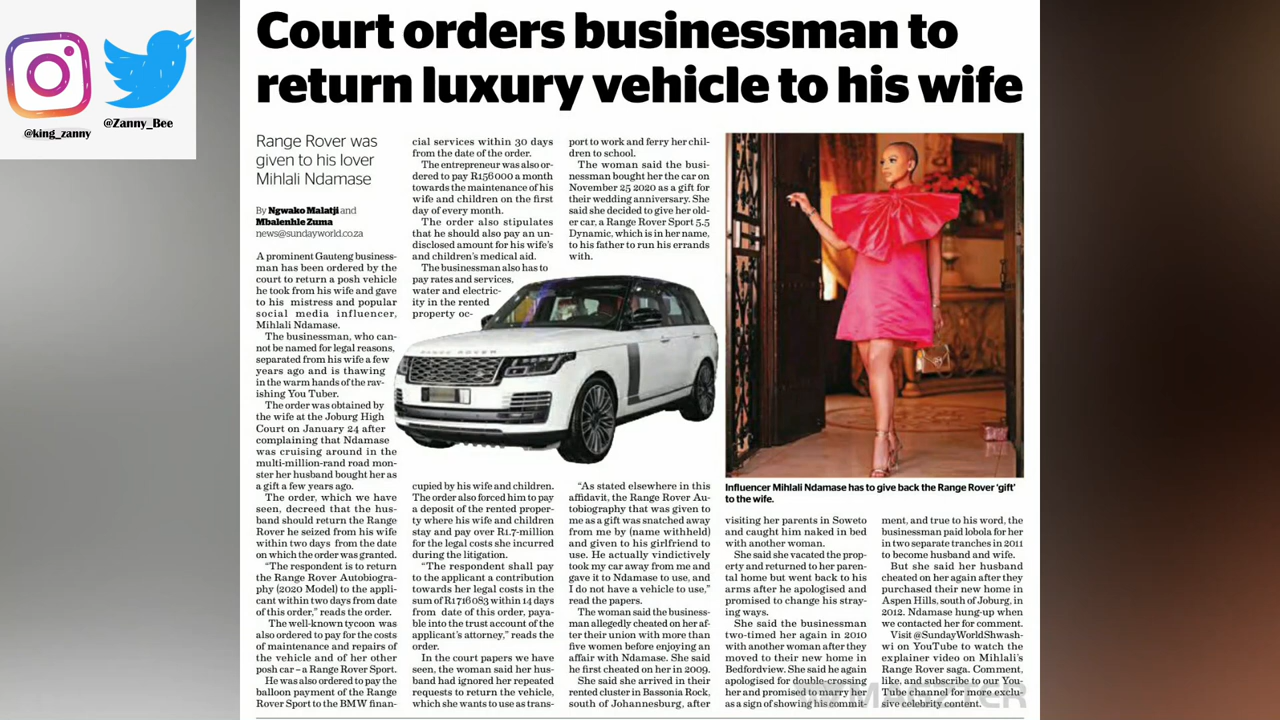 @king_zanny
@Zanny_Bee
Court orders businessman to
return luxury vehicle to his wife
Range Rover was
given to his lover
Mihlali Ndamase
By Ngwako Malatji and
Mbalenhle Zuma
news@sundayworld.co.za
A prominent Gauteng business-
man has been ordered by the
court to return a posh vehicle
he took from his wife and gave
to his mistress and popular
social media influencer,
Mihlali Ndamase.
The businessman, who can-
not be named for legal reasons,
separated from his wife a few
years ago and is thawing
in the warm hands of the rav-
ishing You Tuber.
The order was obtained by
the wife at the Joburg High
Court on January 24 after
complaining that Ndamase
was cruising around in the
multi-million-rand road mon-
ster her husband bought her as
a gift a few years ago.
The order, which we have
seen, decreed that the hus-
band should return the Range
Rover he seized from his wife
within two days from the date
on which the order was granted.
"The respondent is to return
the Range Rover Autobiogra-
phy (2020 Model) to the appli-
cant within two days from date
of this order," reads the order.
The well-known tycoon was
also ordered to pay for the costs
of maintenance and repairs of
the vehicle and of her other
posh car – a Range Rover Sport.
He was also ordered to pay the
balloon payment of the Range
Rover Sport to the BMW finan-
cial services within 30 days
from the date of the order.
The entrepreneur was also or-
dered to pay R156000 a month
towards the maintenance of his
wife and children on the first
day of every month.
The order also stipulates
that he should also pay an un-
disclosed amount for his wife's
and children's medical aid.
The businessman also has to
pay rates and services,
water and electric-
ity in the rented
property oc-
cupied by his wife and children.
The order also forced him to pay
a deposit of the rented proper-
ty where his wife and children
stay and pay over R1.7-million
for the legal costs she incurred
during the litigation.
"The respondent shall pay
to the applicant a contribution
towards her legal costs in the
sum of R1716083 within 14 days
from date of this order, paya-
ble into the trust account of the
applicant's attorney," reads the
order.
In the court papers we have
seen, the woman said her hus-
band had ignored her repeated
requests to return the vehicle,
which she wants to use as trans-
port to work and ferry her chil-
dren to school.
The woman said the busi-
nessman bought her the car on
November 25 2020 as a gift for
their wedding anniversary. She
said she decided to give her old-
er car, a Range Rover Sport 5.5
Dynamic, which is in her name,
to his father to run his errands
with.
"As stated elsewhere in this
affidavit, the Range Rover Au-
tobiography that was given to
me as a gift was snatched away
from me by (name withheld)
and given to his girlfriend to
use. He actually vindictively
took my car away from me and
gave it to Ndamase to use, and
I do not have a vehicle to use,"
read the papers.
The woman said the business-
man allegedly cheated on her af-
ter their union with more than
five women before enjoying an
affair with Ndamase. She said
he first cheated on her in 2009.
She said she arrived in their
rented cluster in Bassonia Rock,
south of Johannesburg, after
RANGE ROVER
Influencer Mihlali Ndamase has to give back the Range Rover 'gift'
to the wife.
visiting her parents in Soweto
and caught him naked in bed
with another woman.
She said she vacated the prop-
erty and returned to her paren-
tal home but went back to his
arms after he apologised and
promised to change his stray-
ing ways.
She said the businessman
two-timed her again in 2010
with another woman after they
moved to their new home in
Bedfordview. She said he again
apologised for double-crossing
her and promised to marry her
as a sign of showing his commit-
ment, and true to his word, the
businessman paid lobola for her
in two separate tranches in 2011
to become husband and wife.
But she said her husband
cheated on her again after they
purchased their new home in
Aspen Hills, south of Joburg, in
2012. Ndamase hung-up when
we contacted her for comment.
Visit @SundayWorldShwash-
wi on YouTube to watch the
explainer video on Mihlali's
Range Rover saga. Comment,
like, and subscribe to our You-
Tube channel for more exclu-
sive celebrity content.
MAGZTER